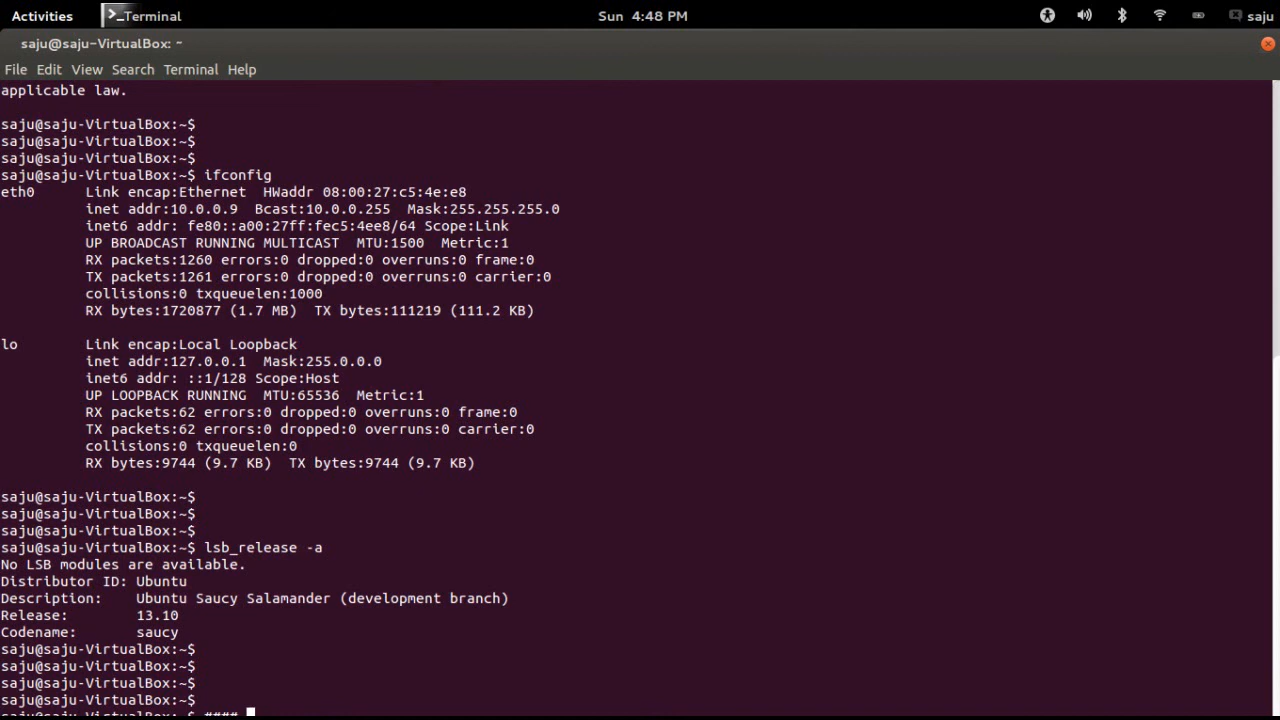 Activities >_Terminal Sun 4:48 PM saju
saju@saju-VirtualBox: ~
File Edit View Search Terminal Help
applicable law.
saju@saju-VirtualBox:~$
saju@saju-VirtualBox:~$
saju@saju-VirtualBox:~$
saju@saju-VirtualBox:~$ ifconfig
eth0      Link encap:Ethernet  HWaddr 08:00:27:c5:4e:e8
          inet addr:10.0.0.9  Bcast:10.0.0.255  Mask:255.255.255.0
          inet6 addr: fe80::a00:27ff:fec5:4ee8/64 Scope:Link
          UP BROADCAST RUNNING MULTICAST  MTU:1500  Metric:1
          RX packets:1260 errors:0 dropped:0 overruns:0 frame:0
          TX packets:1261 errors:0 dropped:0 overruns:0 carrier:0
          collisions:0 txqueuelen:1000
          RX bytes:1720877 (1.7 MB)  TX bytes:111219 (111.2 KB)
lo        Link encap:Local Loopback
          inet addr:127.0.0.1  Mask:255.0.0.0
          inet6 addr: ::1/128 Scope:Host
          UP LOOPBACK RUNNING  MTU:65536  Metric:1
          RX packets:62 errors:0 dropped:0 overruns:0 frame:0
          TX packets:62 errors:0 dropped:0 overruns:0 carrier:0
          collisions:0 txqueuelen:0
          RX bytes:9744 (9.7 KB)  TX bytes:9744 (9.7 KB)
saju@saju-VirtualBox:~$
saju@saju-VirtualBox:~$
saju@saju-VirtualBox:~$
saju@saju-VirtualBox:~$ lsb_release -a
No LSB modules are available.
Distributor ID: Ubuntu
Description:    Ubuntu Saucy Salamander (development branch)
Release:        13.10
Codename:       saucy
saju@saju-VirtualBox:~$
saju@saju-VirtualBox:~$
saju@saju-VirtualBox:~$
saju@saju-VirtualBox:~$
saju@saju-VirtualBox:~$ ####